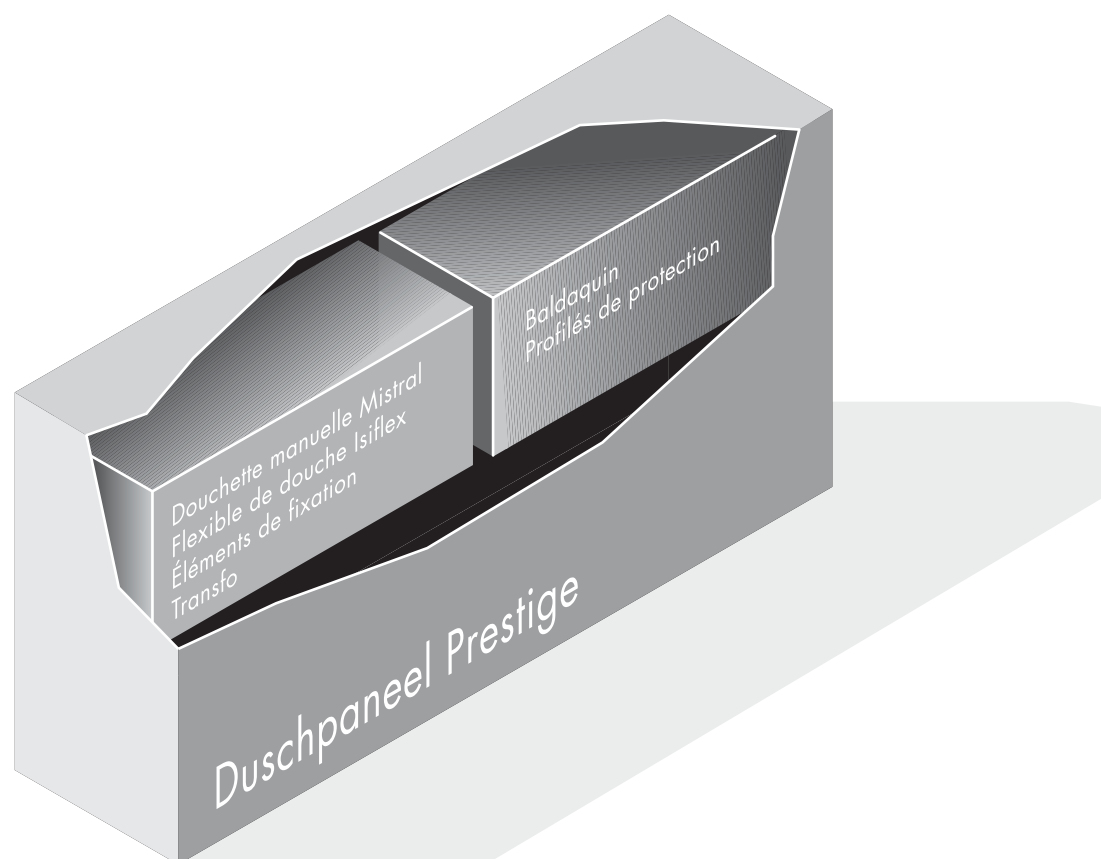 Baldaquin
Profilés de protection
Douchette manuelle Mistral
Flexible de douche Isiflex
Éléments de fixation
Transfo
Duschpaneel Prestige